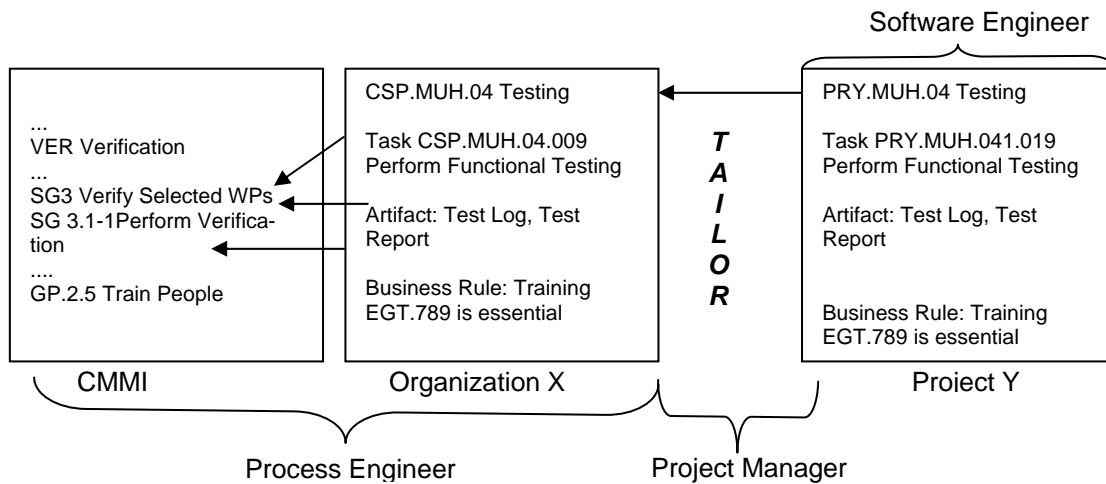 Software Engineer
...
VER Verification
...
SG3 Verify Selected WPs
SG 3.1-1Perform Verifica-
tion
....
GP.2.5 Train People
CMMI
CSP.MUH.04 Testing
Task CSP.MUH.04.009
Perform Functional Testing
Artifact: Test Log, Test
Report
Business Rule: Training
EGT.789 is essential
Organization X
T
A
I
L
O
R
PRY.MUH.04 Testing
Task PRY.MUH.041.019
Perform Functional Testing
Artifact: Test Log, Test
Report
Business Rule: Training
EGT.789 is essential
Project Y
Process Engineer
Project Manager